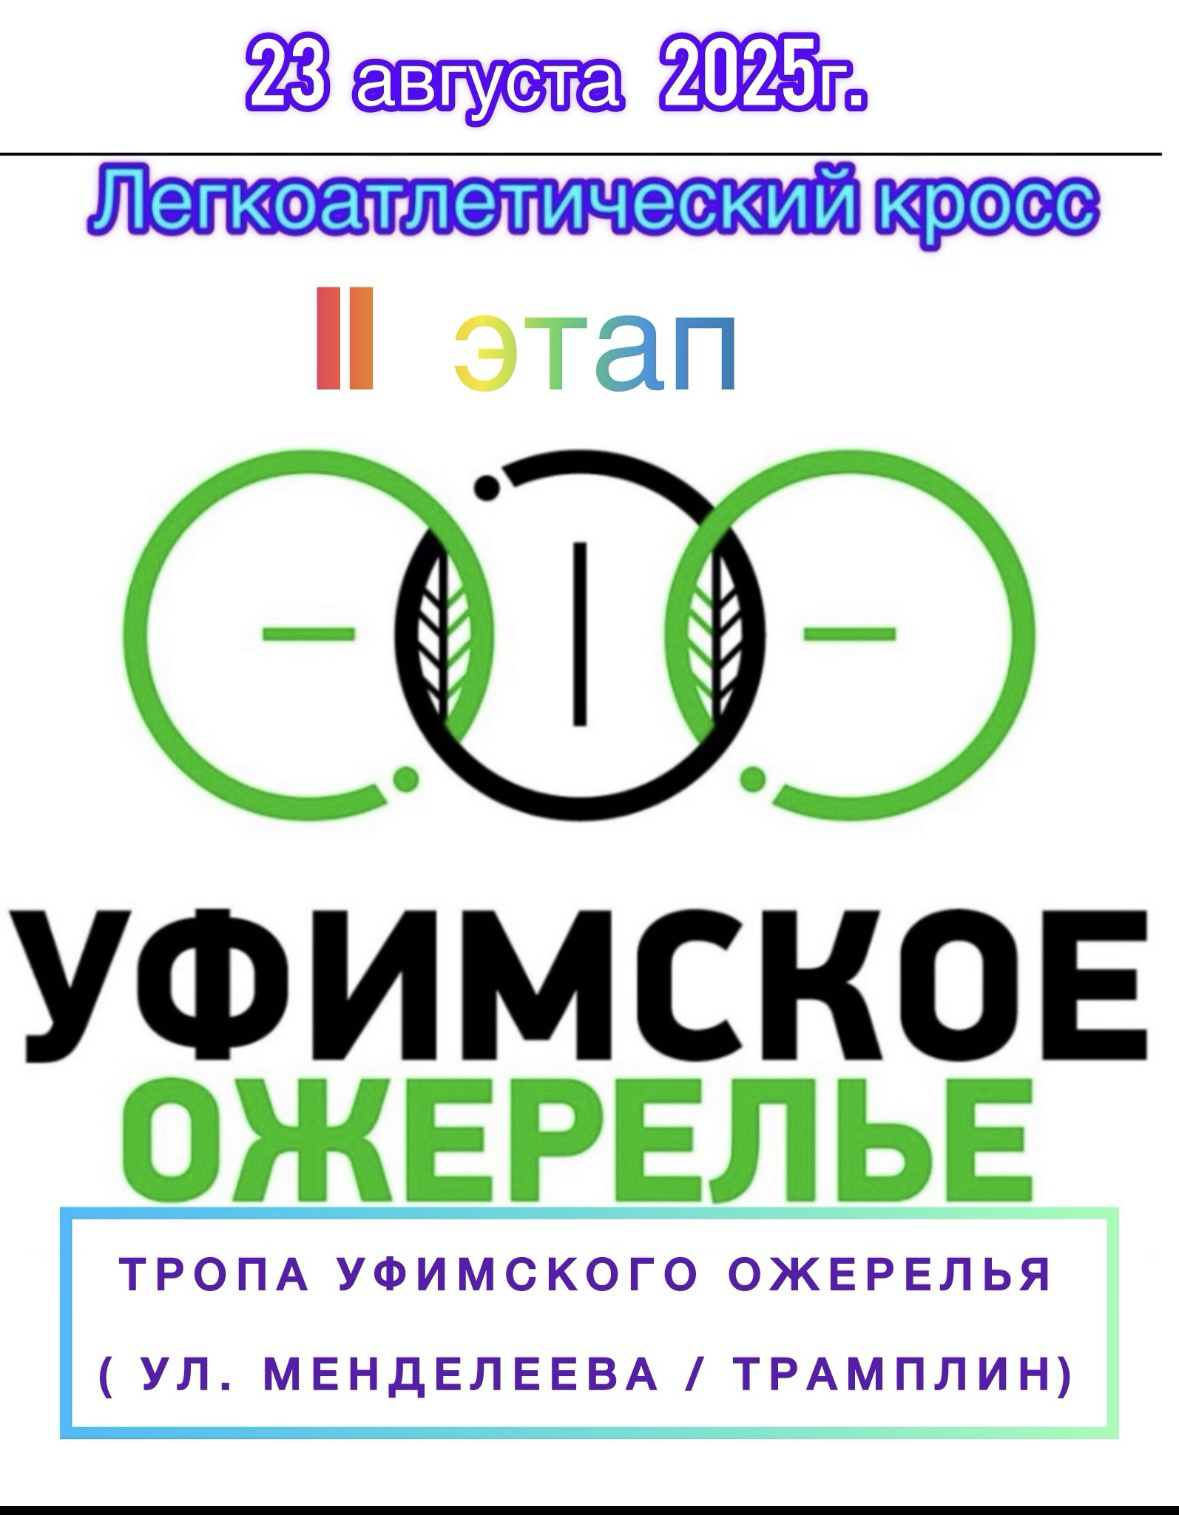 23 августа 2025г.
Легкоатлетический кросс
II этап
УФИМСКОЕ
ОЖЕРЕЛЬЕ
ТРОПА УФИМСКОГО ОЖЕРЕЛЬЯ
( УЛ. МЕНДЕЛЕЕВА / ТРАМПЛИН)